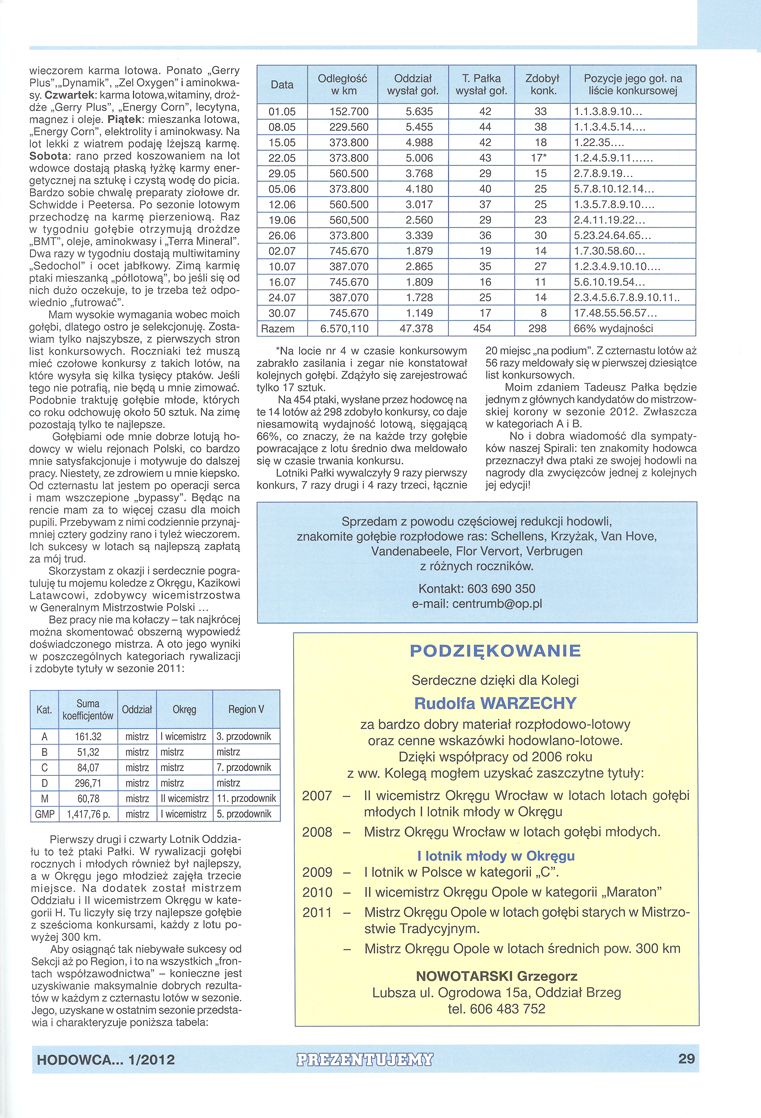 wieczorem karma lotowa. Ponato „Gerry
Plus”,„Dynamik”, „Zel Oxygen” i aminokwa-
sy. Czwartek: karma lotowa,witaminy, droż-
dże „Gerry Plus”, „Energy Corn”, lecytyna,
magnez i oleje. Piątek: mieszanka lotowa,
„Energy Corn”, elektrolity i aminokwasy. Na
lot lekki z wiatrem podaję lżejszą karmę.
Sobota: rano przed koszowaniem na lot
wdowce dostają płaską łyżkę karmy ener-
getycznej na sztukę i czystą wodę do picia.
Bardzo sobie chwalę preparaty ziołowe dr.
Schwidde i Peetersa. Po sezonie lotowym
przechodzę na karmę pierzeniową. Raz
w tygodniu gołębie otrzymują drożdze
„BMT”, oleje, aminokwasy i „Terra Mineral”.
Dwa razy w tygodniu dostają multiwitaminy
„Sedochol” i ocet jabłkowy. Zimą karmię
ptaki mieszanką „półlotową”, bo jeśli się od
nich dużo oczekuje, to je trzeba też odpo-
wiednio „futrować”.
Mam wysokie wymagania wobec moich
gołębi, dlatego ostro je selekcjonuję. Zosta-
wiam tylko najszybsze, z pierwszych stron
list konkursowych. Roczniaki też muszą
mieć czołowe konkursy z takich lotów, na
które wysyła się kilka tysięcy ptaków. Jeśli
tego nie potrafią, nie będą u mnie zimować.
Podobnie traktuję gołębie młode, których
co roku odchowuję około 50 sztuk. Na zimę
pozostają tylko te najlepsze.
Gołębiami ode mnie dobrze lotują ho-
dowcy w wielu rejonach Polski, co bardzo
mnie satysfakcjonuje i motywuje do dalszej
pracy. Niestety, ze zdrowiem u mnie kiepsko.
Od czternastu lat jestem po operacji serca
i mam wszczepione „bypassy”. Będąc na
rencie mam za to więcej czasu dla moich
pupili. Przebywam z nimi codziennie przynaj-
mniej cztery godziny rano i tyleż wieczorem.
Ich sukcesy w lotach są najlepszą zapłatą
za mój trud.
Skorzystam z okazji i serdecznie pogra-
tuluję tu mojemu koledze z Okręgu, Kazikowi
Latawcowi, zdobywcy wicemistrzostwa
w Generalnym Mistrzostwie Polski ...
Bez pracy nie ma kołaczy – tak najkrócej
można skomentować obszerną wypowiedź
doświadczonego mistrza. A oto jego wyniki
w poszczególnych kategoriach rywalizacji
i zdobyte tytuły w sezonie 2011:
Kat. Suma koefficjentów Oddział Okręg Region V
A 161.32 mistrz I wicemistrz 3. przodownik
B 51,32 mistrz mistrz mistrz
C 84,07 mistrz mistrz 7. przodownik
D 296,71 mistrz mistrz mistrz
M 60,78 mistrz II wicemistrz 11. przodownik
GMP 1,417,76 p. mistrz I wicemistrz 5. przodownik
Pierwszy drugi i czwarty Lotnik Oddzia-
łu to też ptaki Pałki. W rywalizacji gołębi
rocznych i młodych również był najlepszy,
a w Okręgu jego młodzież zajęła trzecie
miejsce. Na dodatek został mistrzem
Oddziału i II wicemistrzem Okręgu w kate-
gorii H. Tu liczyły się trzy najlepsze gołębie
z sześcioma konkursami, każdy z lotu po-
wyżej 300 km.
Aby osiągnąć tak niebywałe sukcesy od
Sekcji aż po Region, i to na wszystkich „fron-
tach współzawodnictwa” – konieczne jest
uzyskiwanie maksymalnie dobrych rezulta-
tów w każdym z czternastu lotów w sezonie.
Jego, uzyskane w ostatnim sezonie przedsta-
wia i charakteryzuje poniższa tabela:
Data Odległość w km Oddział wysłał goł. T. Pałka wysłał goł. Zdobył konk. Pozycje jego goł. na liście konkursowej
01.05 152.700 5.635 42 33 1.1.3.8.9.10...
08.05 229.560 5.455 44 38 1.1.3.4.5.14....
15.05 373.800 4.988 42 18 1.22.35....
22.05 373.800 5.006 43 17* 1.2.4.5.9.11......
29.05 560.500 3.768 29 15 2.7.8.9.19...
05.06 373.800 4.180 40 25 5.7.8.10.12.14...
12.06 560.500 3.017 37 25 1.3.5.7.8.9.10....
19.06 560,500 2.560 29 23 2.4.11.19.22...
26.06 373.800 3.339 36 30 5.23.24.64.65...
02.07 745.670 1.879 19 14 1.7.30.58.60...
10.07 387.070 2.865 35 27 1.2.3.4.9.10.10....
16.07 745.670 1.809 16 11 5.6.10.19.54...
24.07 387.070 1.728 25 14 2.3.4.5.6.7.8.9.10.11..
30.07 745.670 1.149 17 8 17.48.55.56.57...
Razem 6.570,110 47.378 454 298 66% wydajności
*Na locie nr 4 w czasie konkursowym
zabrakło zasilania i zegar nie konstatował
kolejnych gołębi. Zdążyło się zarejestrować
tylko 17 sztuk.
Na 454 ptaki, wysłane przez hodowcę na
te 14 lotów aż 298 zdobyło konkursy, co daje
niesamowitą wydajność lotową, sięgającą
66%, co znaczy, że na każde trzy gołębie
powracające z lotu średnio dwa meldowało
się w czasie trwania konkursu.
Lotniki Pałki wywalczyły 9 razy pierwszy
konkurs, 7 razy drugi i 4 razy trzeci, łącznie
20 miejsc „na podium”. Z czternastu lotów aż
56 razy meldowały się w pierwszej dziesiątce
list konkursowych.
Moim zdaniem Tadeusz Pałka będzie
jednym z głównych kandydatów do mistrzow-
skiej korony w sezonie 2012. Zwłaszcza
w kategoriach A i B.
No i dobra wiadomość dla sympaty-
ków naszej Spirali: ten znakomity hodowca
przeznaczył dwa ptaki ze swojej hodowli na
nagrody dla zwycięzców jednej z kolejnych
jej edycji!
Sprzedam z powodu częściowej redukcji hodowli,
znakomite gołębie rozpłodowe ras: Schellens, Krzyżak, Van Hove,
Vandenabeele, Flor Vervort, Verbrugen
z różnych roczników.
Kontakt: 603 690 350
e-mail: centrumb@op.pl
PODZIĘKOWANIE
Serdeczne dzięki dla Kolegi
Rudolfa WARZECHY
za bardzo dobry materiał rozpłodowo-lotowy
oraz cenne wskazówki hodowlano-lotowe.
Dzięki współpracy od 2006 roku
z ww. Kolegą mogłem uzyskać zaszczytne tytuły:
2007 – II wicemistrz Okręgu Wrocław w lotach lotach gołębi
młodych I lotnik młody w Okręgu
2008 – Mistrz Okręgu Wrocław w lotach gołębi młodych.
I lotnik młody w Okręgu
2009 – I lotnik w Polsce w kategorii „C”.
2010 – II wicemistrz Okręgu Opole w kategorii „Maraton”
2011 – Mistrz Okręgu Opole w lotach gołębi starych w Mistrzo-
stwie Tradycyjnym.
– Mistrz Okręgu Opole w lotach średnich pow. 300 km
NOWOTARSKI Grzegorz
Lubsza ul. Ogrodowa 15a, Oddział Brzeg
tel. 606 483 752
HODOWCA... 1/2012
PREZENTUJEMY
29